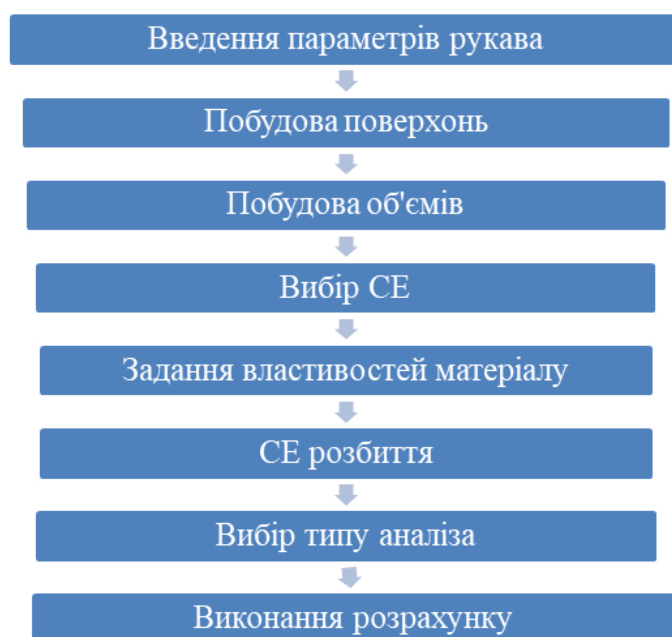 Введення параметрів рукава
Побудова поверхонь
Побудова об'ємів
Вибір СЕ
Задання властивостей матеріалу
СЕ розбиття
Вибір типу аналіза
Виконання розрахунку